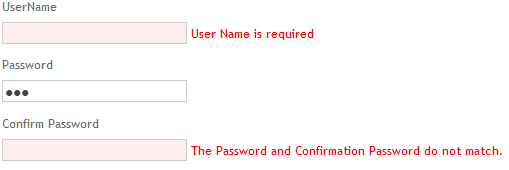 UserName
User Name is required
Password
Confirm Password
The Password and Confirmation Password do not match.